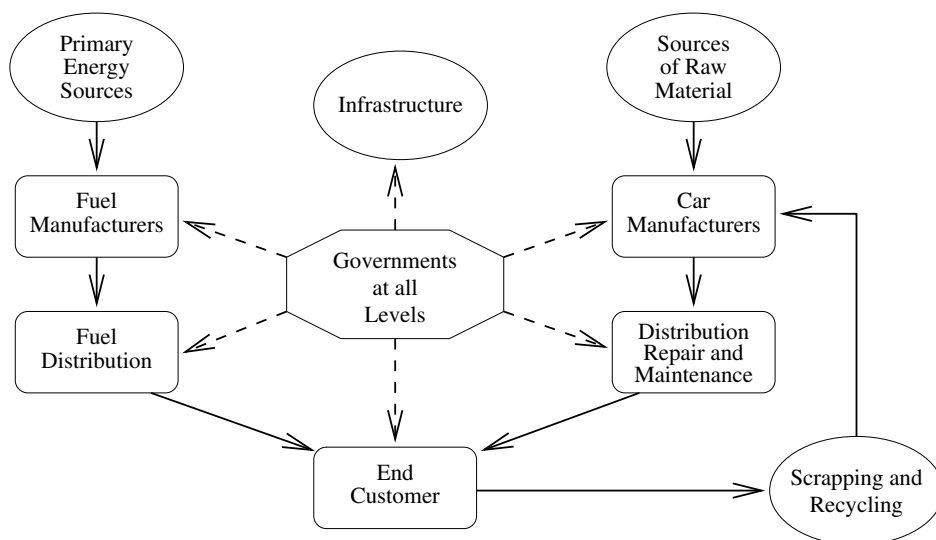 Primary
Energy
Sources
Infrastructure
Sources
of Raw
Material
Fuel
Manufacturers
Car
Manufacturers
Governments
at all
Levels
Fuel
Distribution
Distribution
Repair and
Maintenance
End
Customer
Scrapping and
Recycling